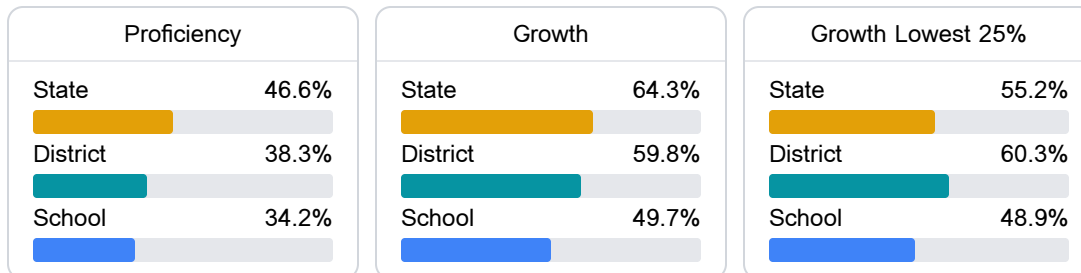 Proficiency
State 46.6%
District 38.3%
School 34.2%
Growth
State 64.3%
District 59.8%
School 49.7%
Growth Lowest 25%
State 55.2%
District 60.3%
School 48.9%